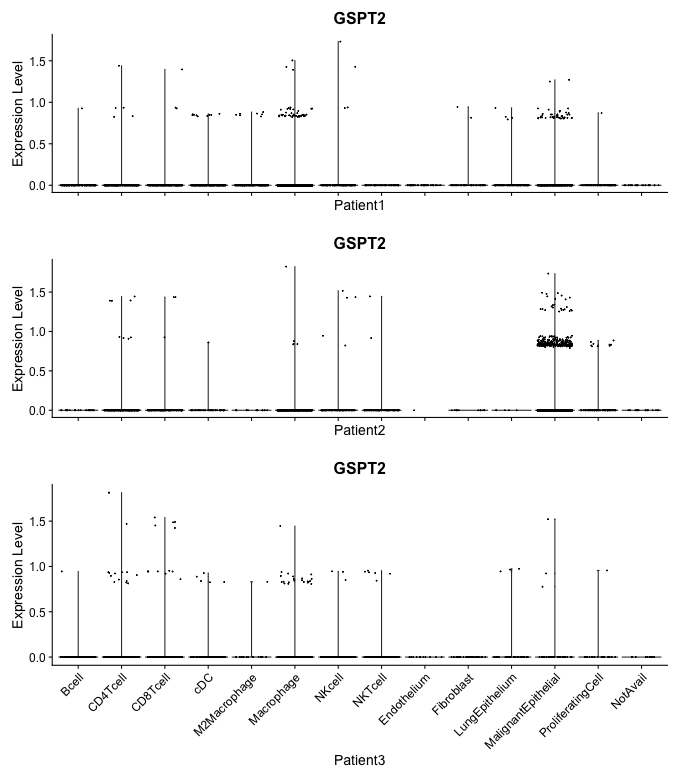 GSPT2
Expression Level
1.5
1.0
0.5
0.0
Patient1
GSPT2
Expression Level
1.5
1.0
0.5
0.0
Patient2
GSPT2
Expression Level
1.5
1.0
0.5
0.0
Bcell
CD4Tcell
CD8Tcell
cDC
M2Macrophage
Macrophage
NKcell
NKTcell
Endothelium
Fibroblast
LungEpithelium
MalignantEpithelial
ProliferatingCell
NotAvail
Patient3